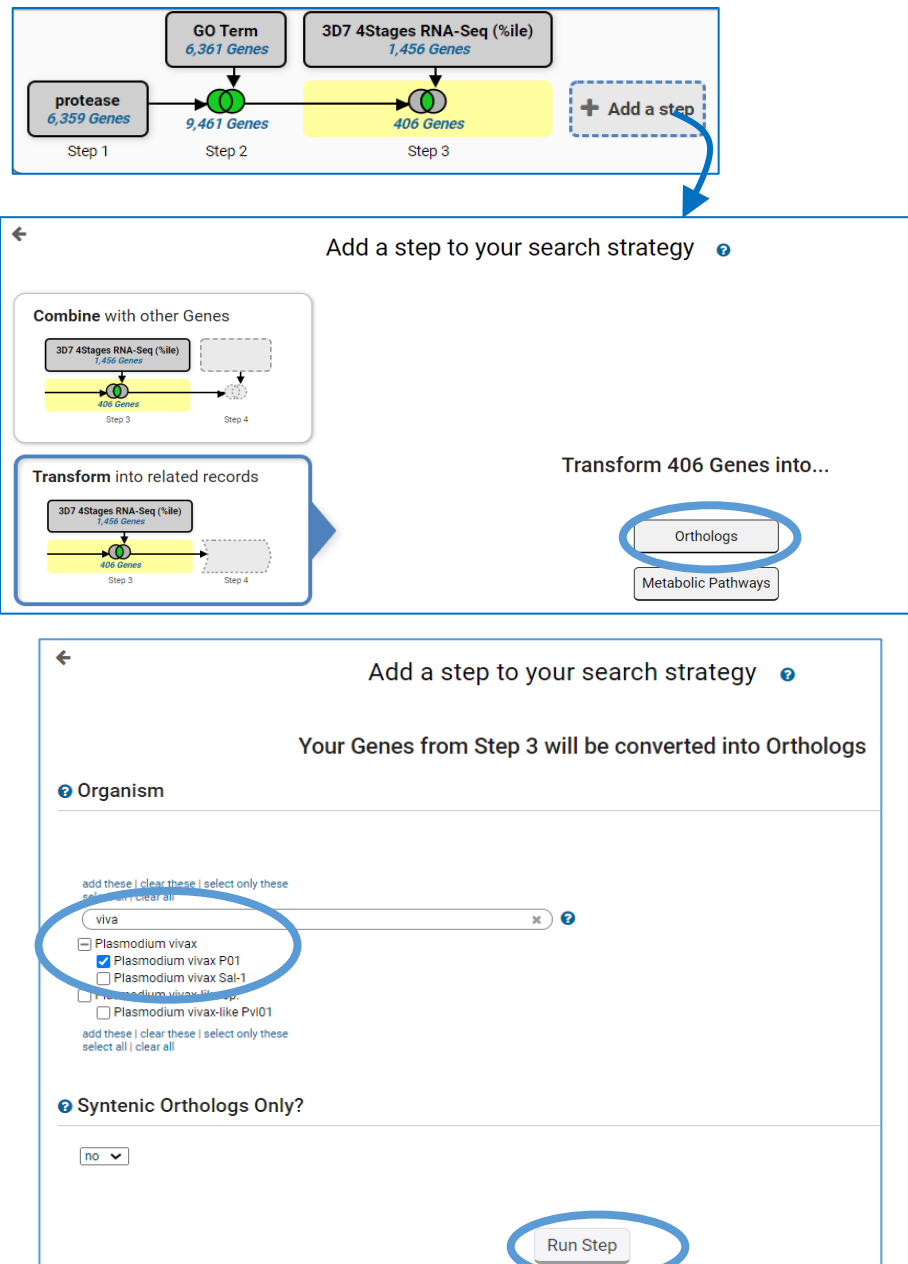 GO Term
6,361 Genes
3D7 4Stages RNA-Seq (%ile)
1,456 Genes
protease
6,359 Genes
9,461 Genes
406 Genes
Add a step
Step 1
Step 2
Step 3
Add a step to your search strategy
Combine with other Genes
3D7 4Stages RNA-Seq (%ile)
1,456 Genes
406 Genes
Step 3
Step 4
Transform into related records
3D7 4Stages RNA-Seq (%ile)
1,456 Genes
406 Genes
Step 3
Step 4
Transform 406 Genes into...
Orthologs
Metabolic Pathways
Add a step to your search strategy
Your Genes from Step 3 will be converted into Orthologs
Organism
add these | clear these | select only these
select all | clear all
viva
Plasmodium vivax
Plasmodium vivax P01
Plasmodium vivax Sal-1
Plasmodium vivax-like sp.
Plasmodium vivax-like Pvl01
add these | clear these | select only these
select all | clear all
Syntenic Orthologs Only?
no
Run Step